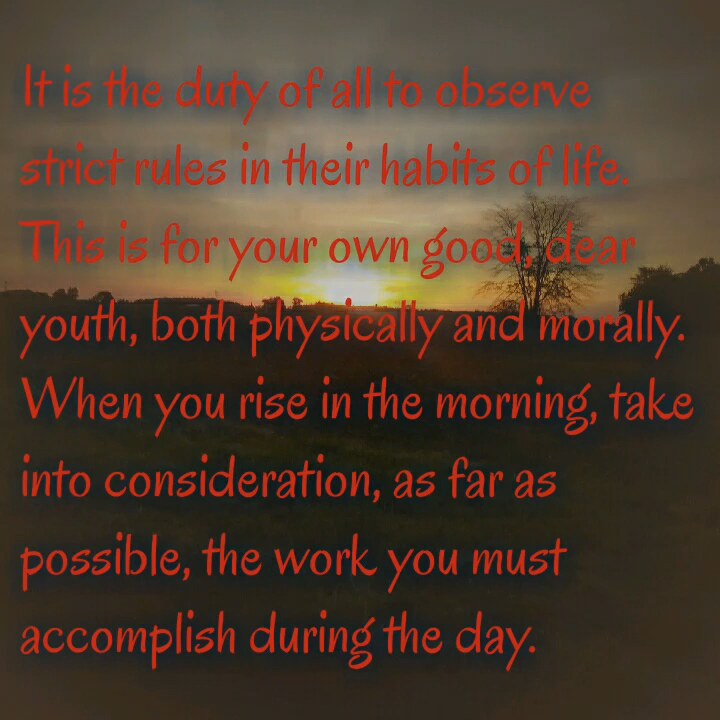 It is the duty of all to observe
strict rules in their habits of life.
This is for your own good, dear
youth, both physically and morally.
When you rise in the morning, take
into consideration, as far as
possible, the work you must
accomplish during the day.